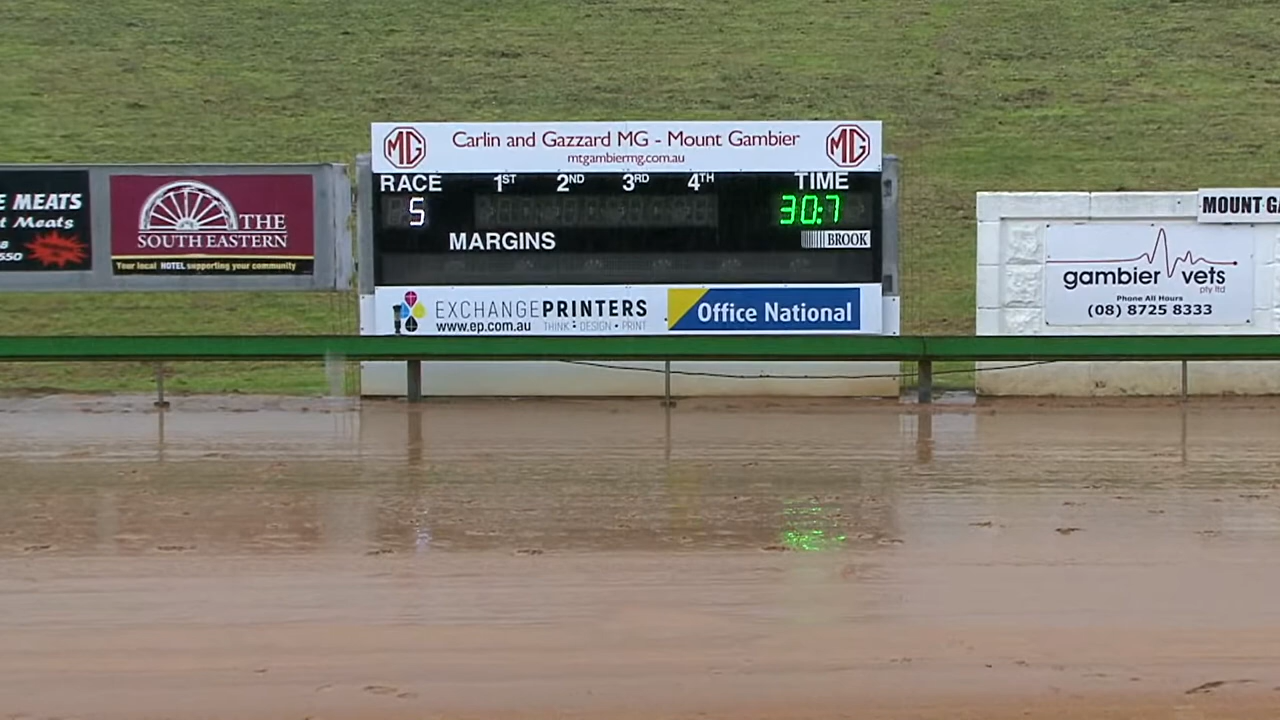 E MEATS
t Meats
8
550
THE
SOUTH EASTERN
Your local HOTEL supporting your community
MG Carlin and Gazzard MG - Mount Gambier MG
mtgambiermg.com.au
RACE 1ST 2ND 3RD 4TH TIME
5 30:7
MARGINS BROOK
EXCHANGEPRINTERS
www.ep.com.au THINK • DESIGN • PRINT
Office National
MOUNT GA
gambier vets
pty ltd
Phone All Hours
(08) 8725 8333